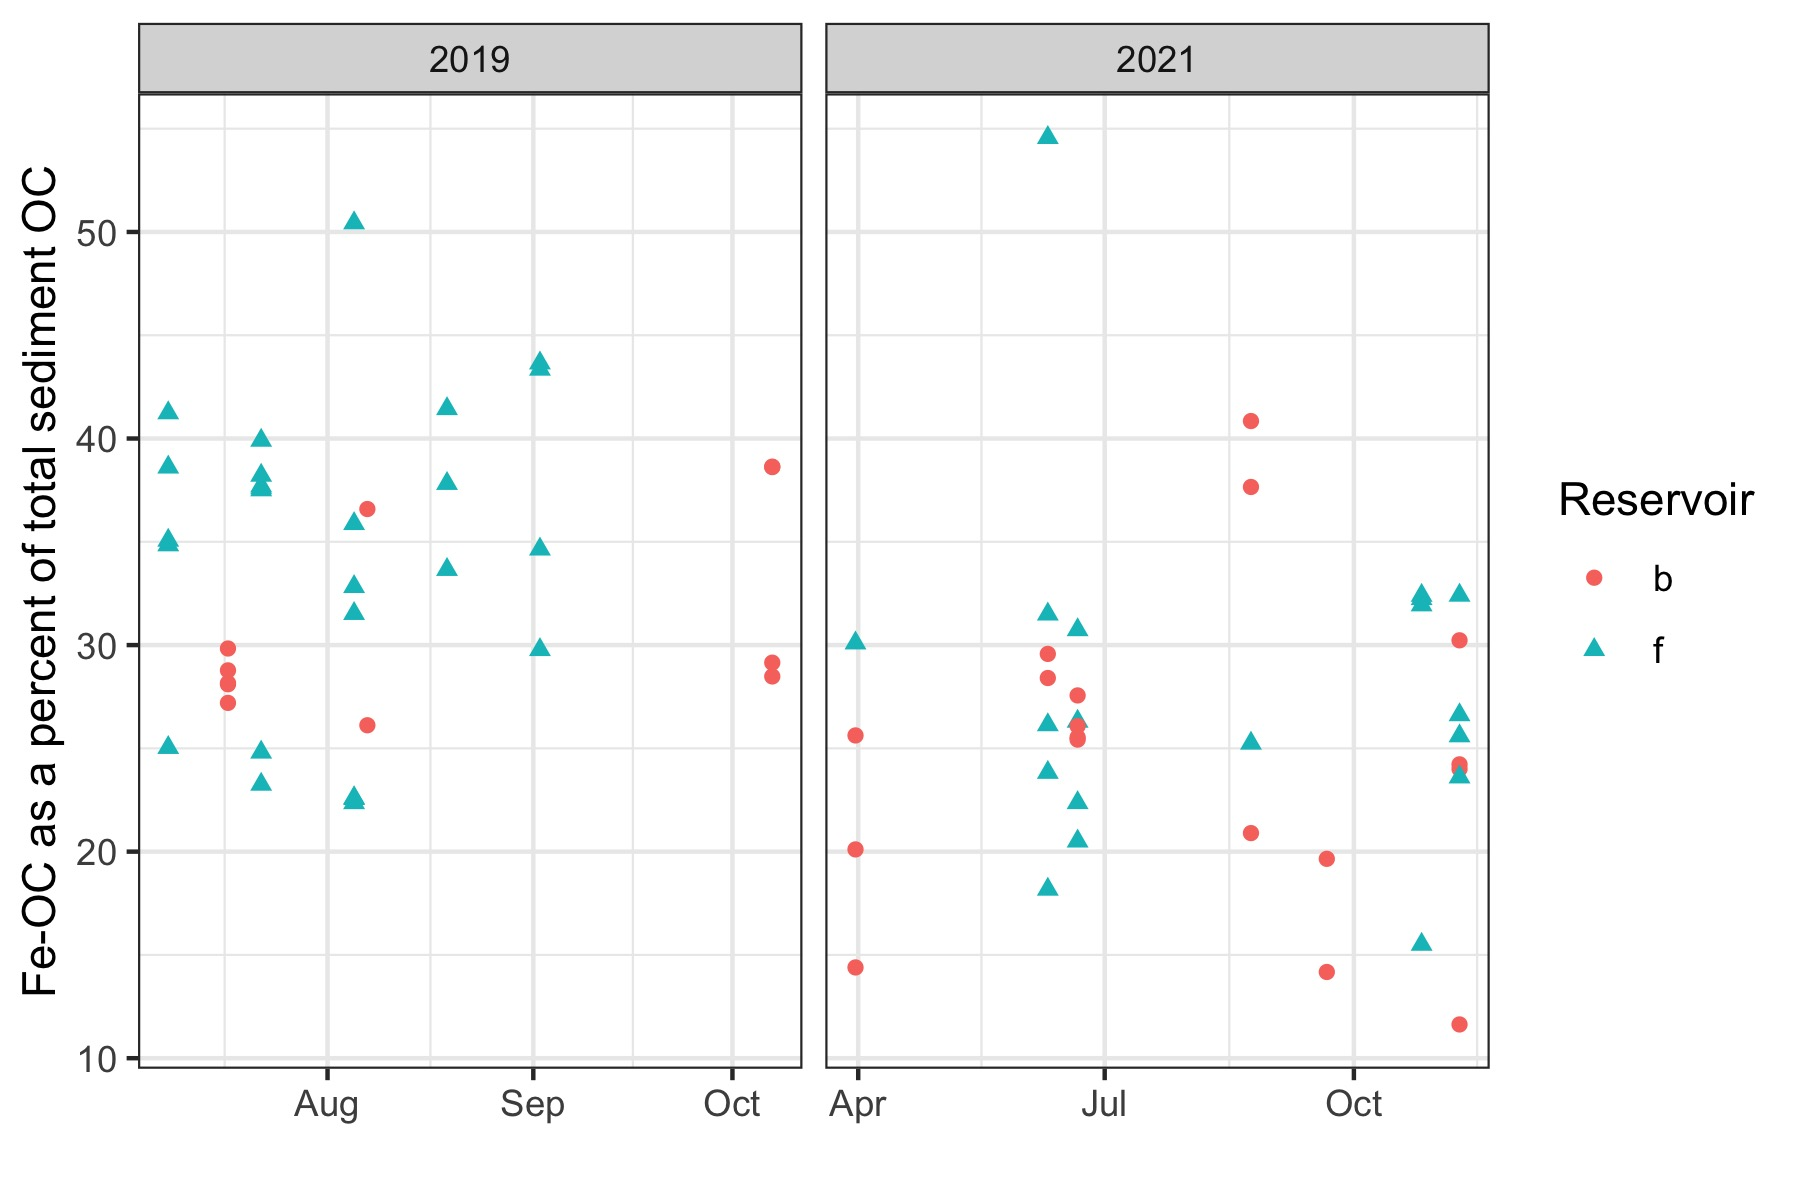 2019
2021
Fe-OC as a percent of total sediment OC
50
40
30
20
10
Aug
Sep
Oct
Apr
Jul
Oct
Reservoir
b
f